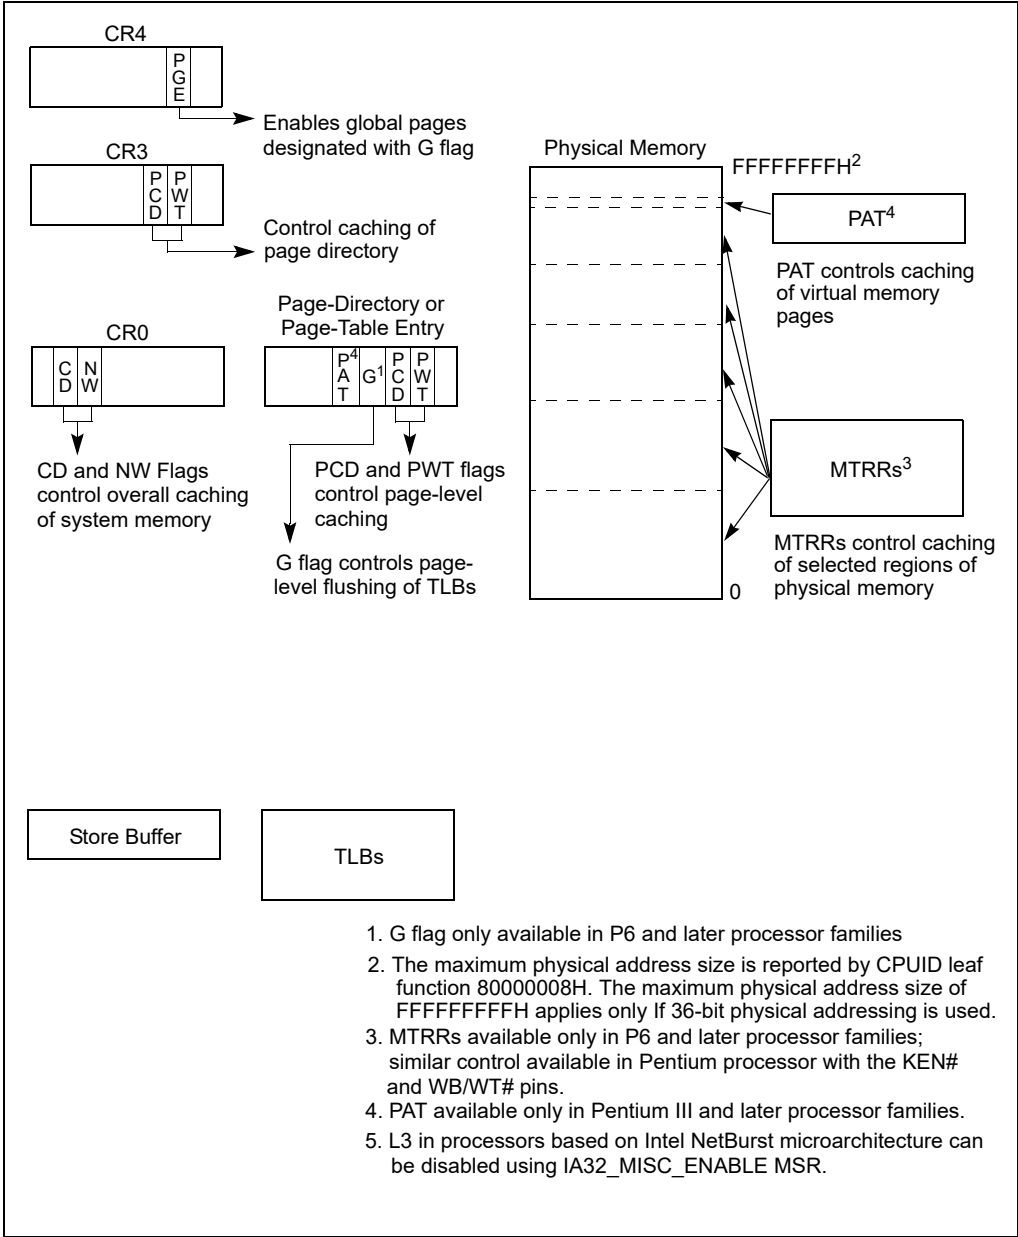 CR4
PGE
Enables global pages
designated with G flag
CR3
PCD PWT
Control caching of
page directory
CR0
CD NW
CD and NW Flags
control overall caching
of system memory
Page-Directory or
Page-Table Entry
PAT4 G1 PCD PWT
PCD and PWT flags
control page-level
caching
G flag controls page-
level flushing of TLBs
Physical Memory
FFFFFFFFH2
PAT4
PAT controls caching
of virtual memory
pages
MTRRs3
MTRRs control caching
of selected regions of
physical memory
0
Store Buffer
TLBs
1. G flag only available in P6 and later processor families
2. The maximum physical address size is reported by CPUID leaf
function 80000008H. The maximum physical address size of
FFFFFFFFFH applies only If 36-bit physical addressing is used.
3. MTRRs available only in P6 and later processor families;
similar control available in Pentium processor with the KEN#
and WB/WT# pins.
4. PAT available only in Pentium III and later processor families.
5. L3 in processors based on Intel NetBurst microarchitecture can
be disabled using IA32_MISC_ENABLE MSR.